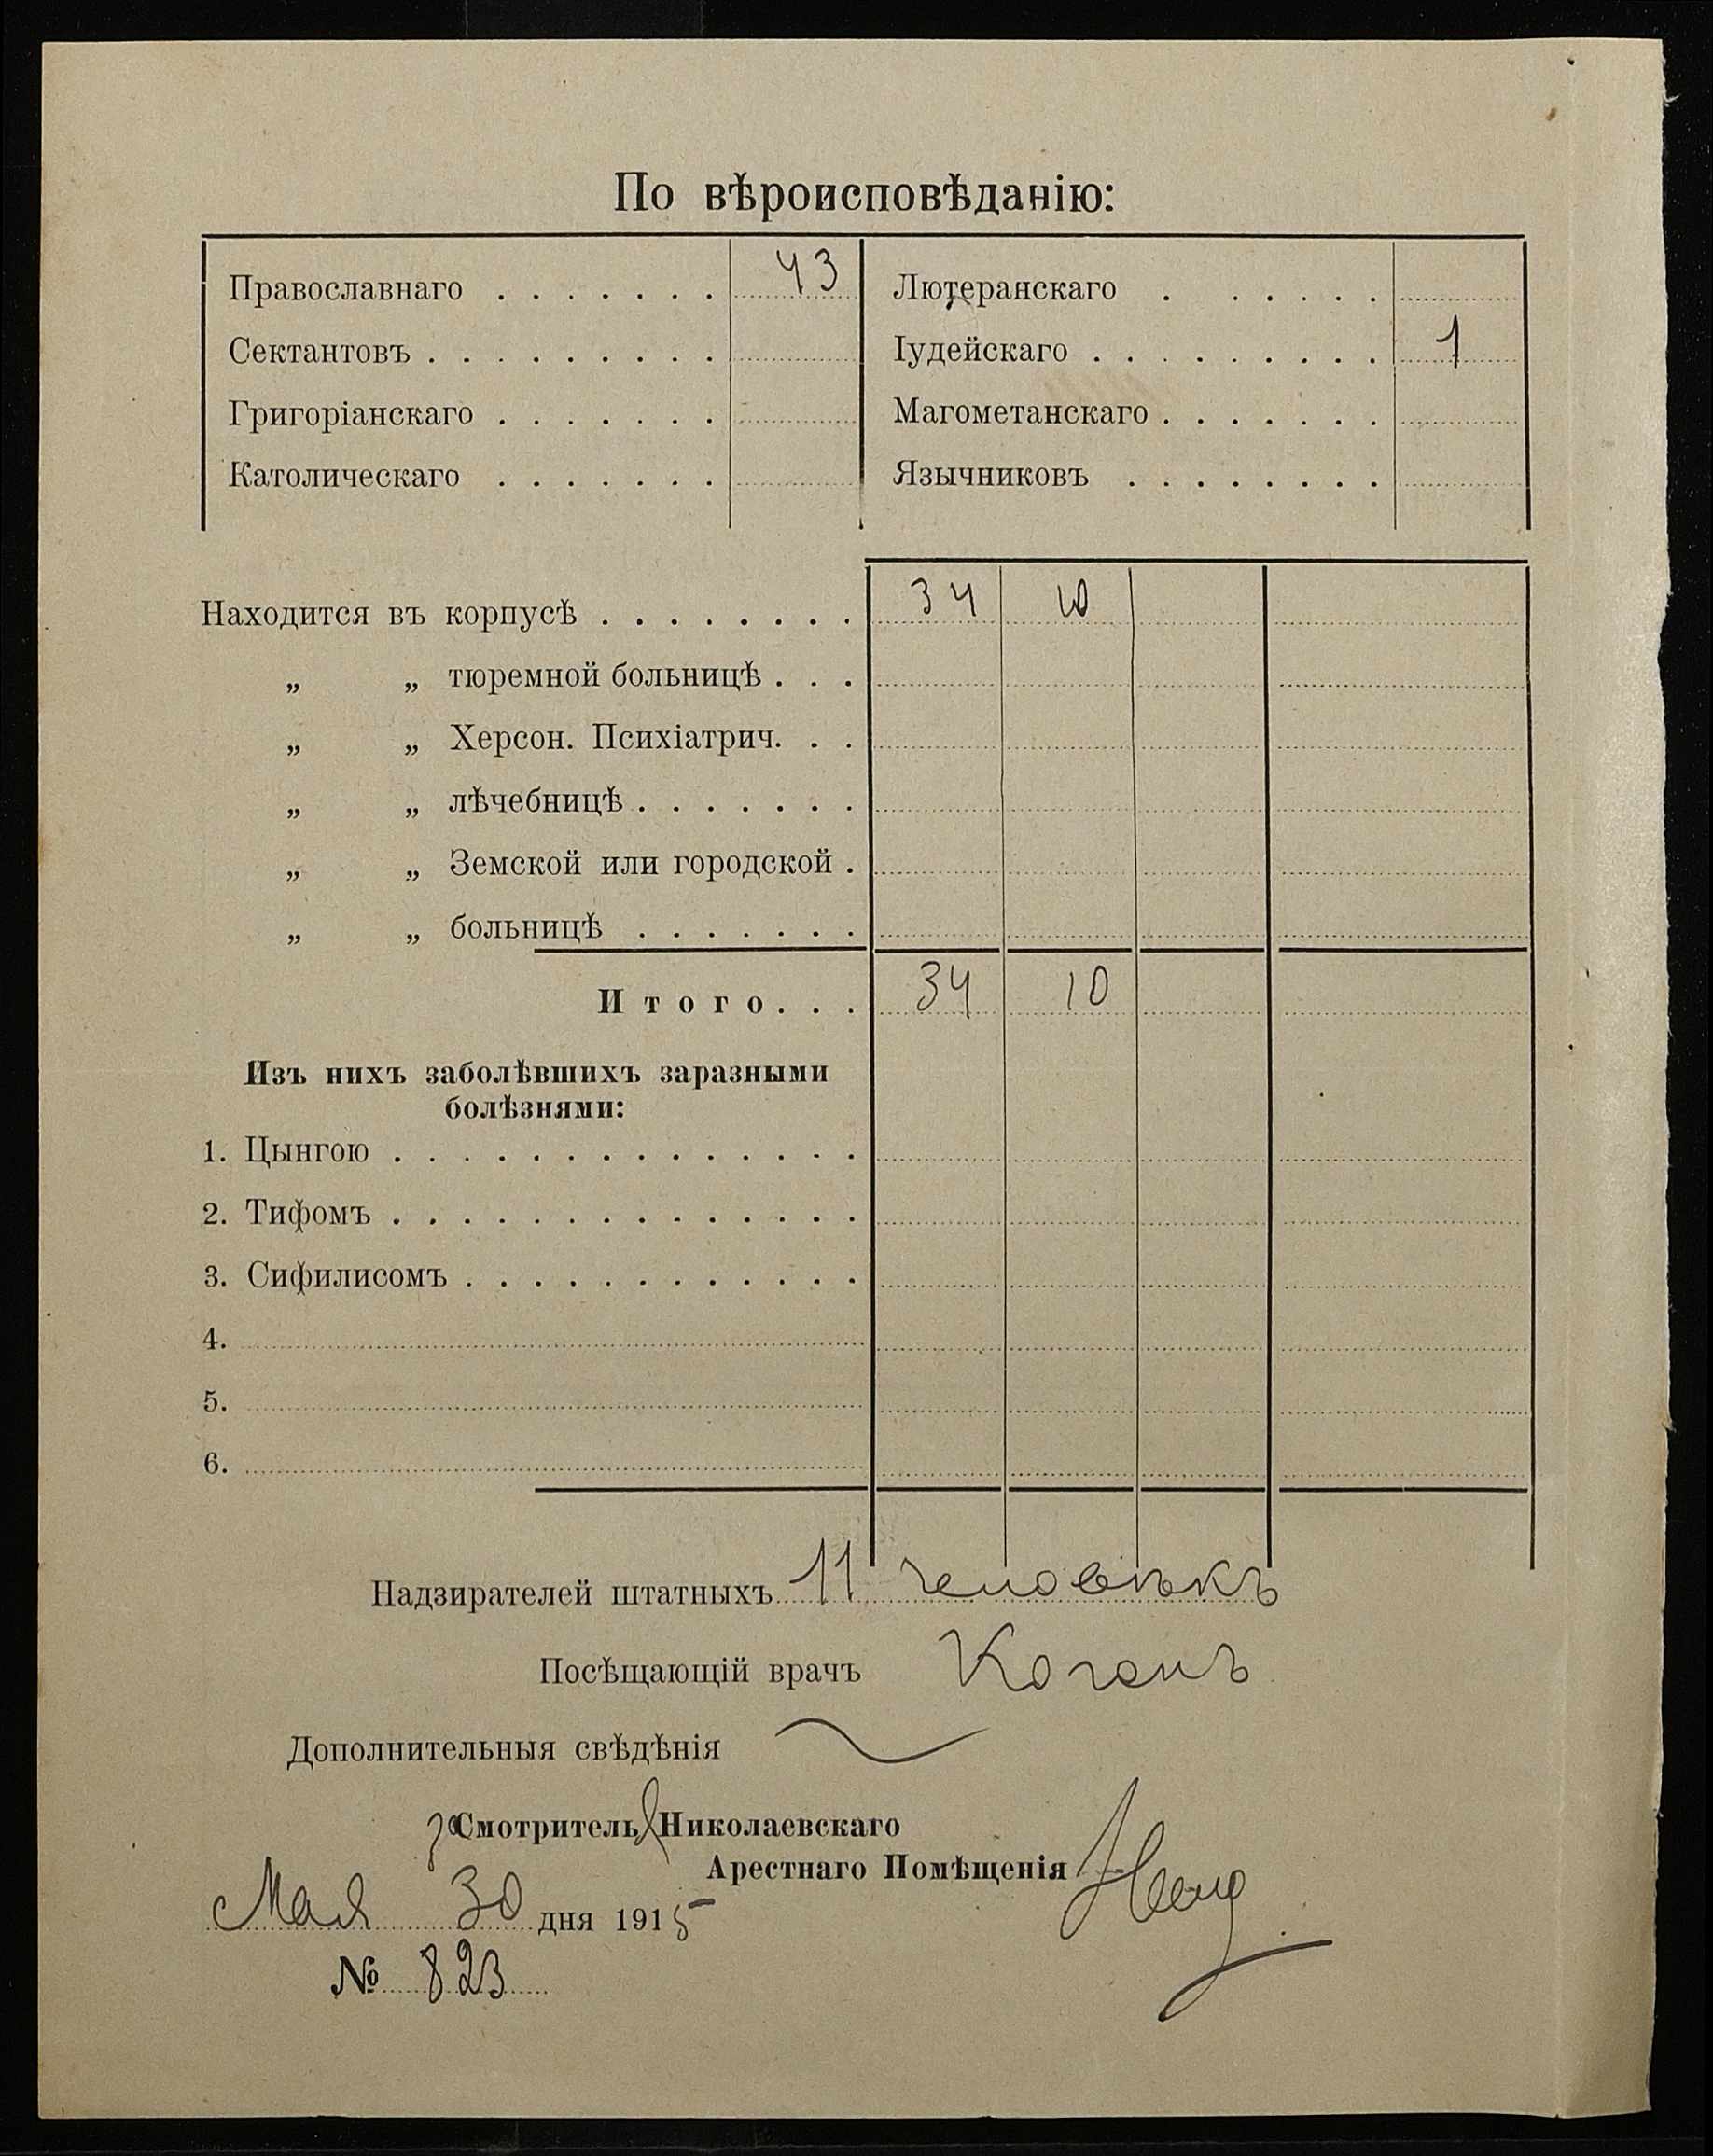 По вѣроисповѣданію:
Православнаго . . . . . . . 43 Лютеранскаго . . . . . .
Сектантовъ . . . . . . . . . Іудейскаго . . . . . . . . . 1
Григоріанскаго . . . . . . . Магометанскаго . . . . . . .
Католическаго . . . . . . . Язычниковъ . . . . . . . .
Находится въ корпусѣ . . . . . . . . 34 10
„ „ тюремной больницѣ . . .
„ „ Херсон. Психіатрич. . .
„ „ лѣчебницѣ . . . . . . .
„ „ Земской или городской .
„ „ больницѣ . . . . . . .
Итого. . . 34 10
Изъ нихъ заболѣвшихъ заразными
болѣзнями:
1. Цынгою . . . . . . . . . . . . . .
2. Тифомъ . . . . . . . . . . . . . .
3. Сифилисомъ . . . . . . . . . . . .
4.
5.
6.
Надзирателей штатныхъ 11 человѣкъ
Посѣщающій врачъ Коганъ
Дополнительныя свѣдѣнія
за Смотрителя Николаевскаго
Арестнаго Помѣщенія
Мая 30 дня 1915
№ 823